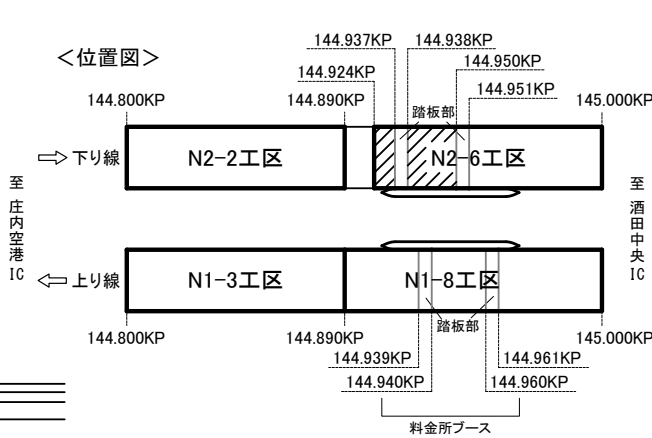 ＜位置図＞
144.937KP
144.938KP
144.924KP
144.950KP
144.951KP
144.800KP
144.890KP
145.000KP
踏板部
⇨ 下り線
N2-2工区
N2-6工区
至 庄内空港IC
至 酒田中央IC
⇦ 上り線
N1-3工区
N1-8工区
踏板部
144.800KP
144.890KP
145.000KP
144.939KP
144.961KP
144.940KP
144.960KP
料金所ブース